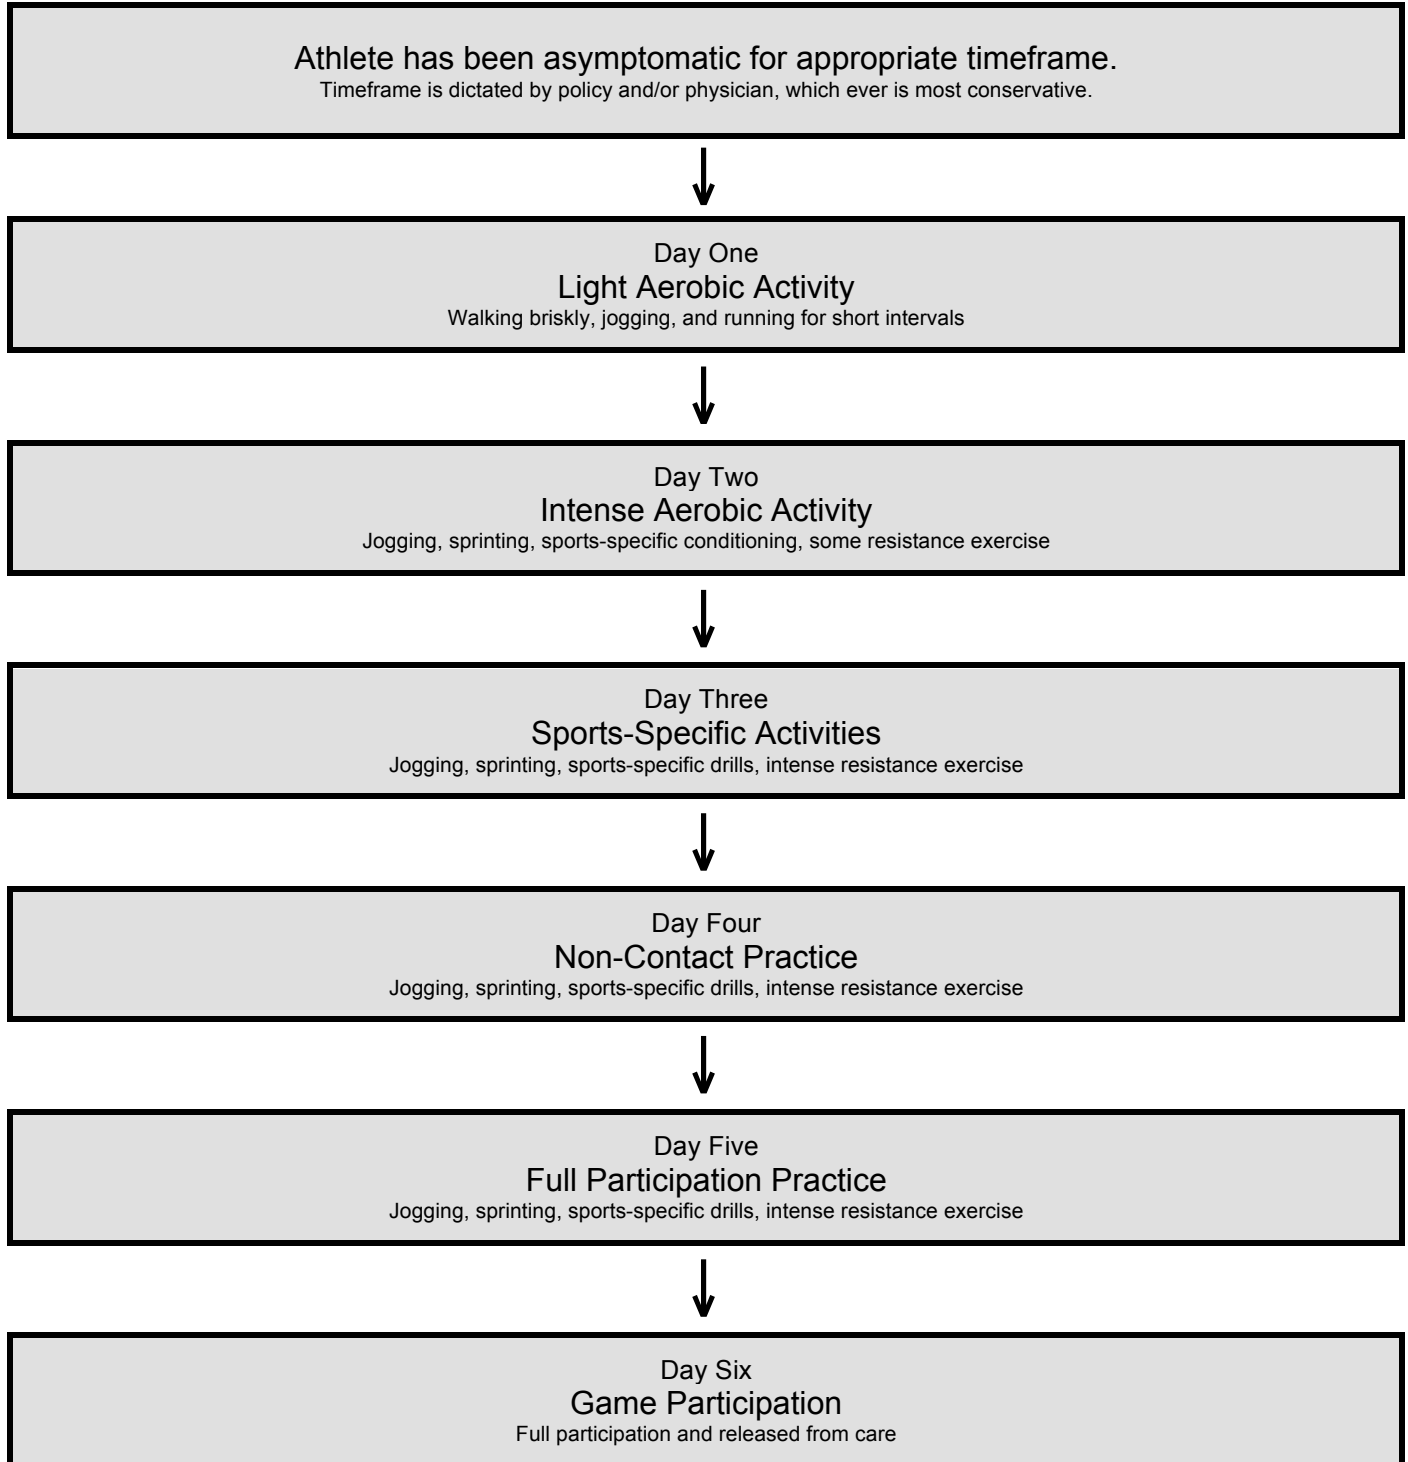 Athlete has been asymptomatic for appropriate timeframe.
Timeframe is dictated by policy and/or physician, which ever is most conservative.
Day One
Light Aerobic Activity
Walking briskly, jogging, and running for short intervals
Day Two
Intense Aerobic Activity
Jogging, sprinting, sports-specific conditioning, some resistance exercise
Day Three
Sports-Specific Activities
Jogging, sprinting, sports-specific drills, intense resistance exercise
Day Four
Non-Contact Practice
Jogging, sprinting, sports-specific drills, intense resistance exercise
Day Five
Full Participation Practice
Jogging, sprinting, sports-specific drills, intense resistance exercise
Day Six
Game Participation
Full participation and released from care